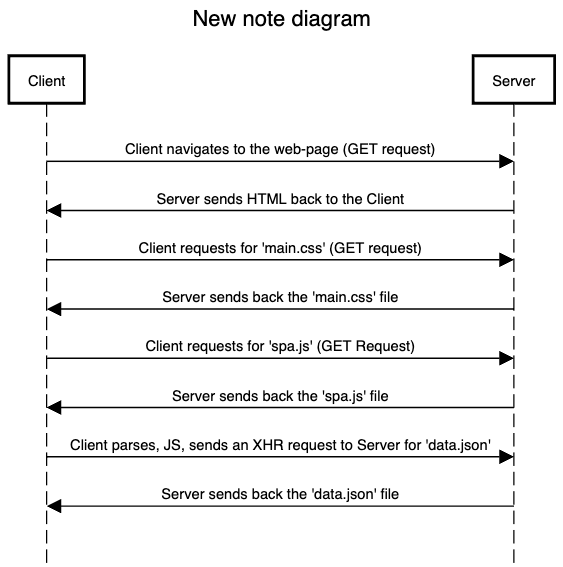 New note diagram
Client
Server
Client navigates to the web-page (GET request)
Server sends HTML back to the Client
Client requests for 'main.css' (GET request)
Server sends back the 'main.css' file
Client requests for 'spa.js' (GET Request)
Server sends back the 'spa.js' file
Client parses, JS, sends an XHR request to Server for 'data.json'
Server sends back the 'data.json' file